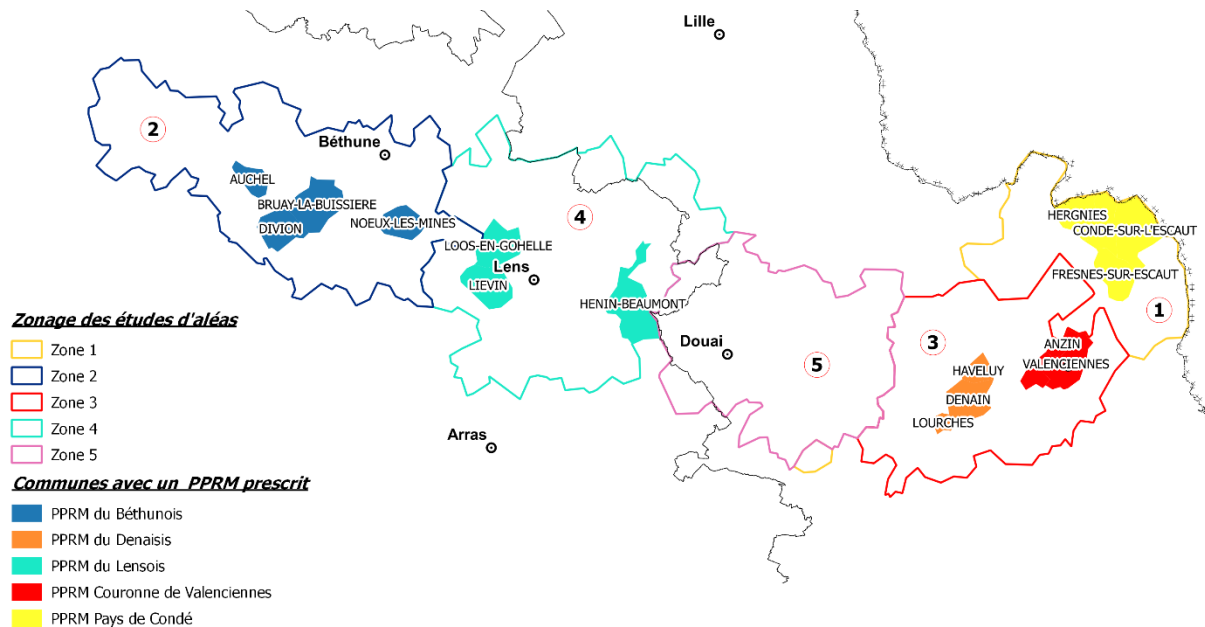 Lille
2
Béthune
AUCHEL
BRUAY-LA-BUISSIERE
DIVION
NOEUX-LES-MINES
4
LOOS-EN-GOHELLE
Lens
LIEVIN
HENIN-BEAUMONT
HERGNIES
CONDE-SUR-L'ESCAUT
FRESNES-SUR-ESCAUT
1
3
ANZIN
VALENCIENNES
HAVELUY
DENAIN
LOURCHES
Douai
5
Arras
Zonage des études d'aléas
Zone 1
Zone 2
Zone 3
Zone 4
Zone 5
Communes avec un PPRM prescrit
PPRM du Béthunois
PPRM du Denaisis
PPRM du Lensois
PPRM Couronne de Valenciennes
PPRM Pays de Condé